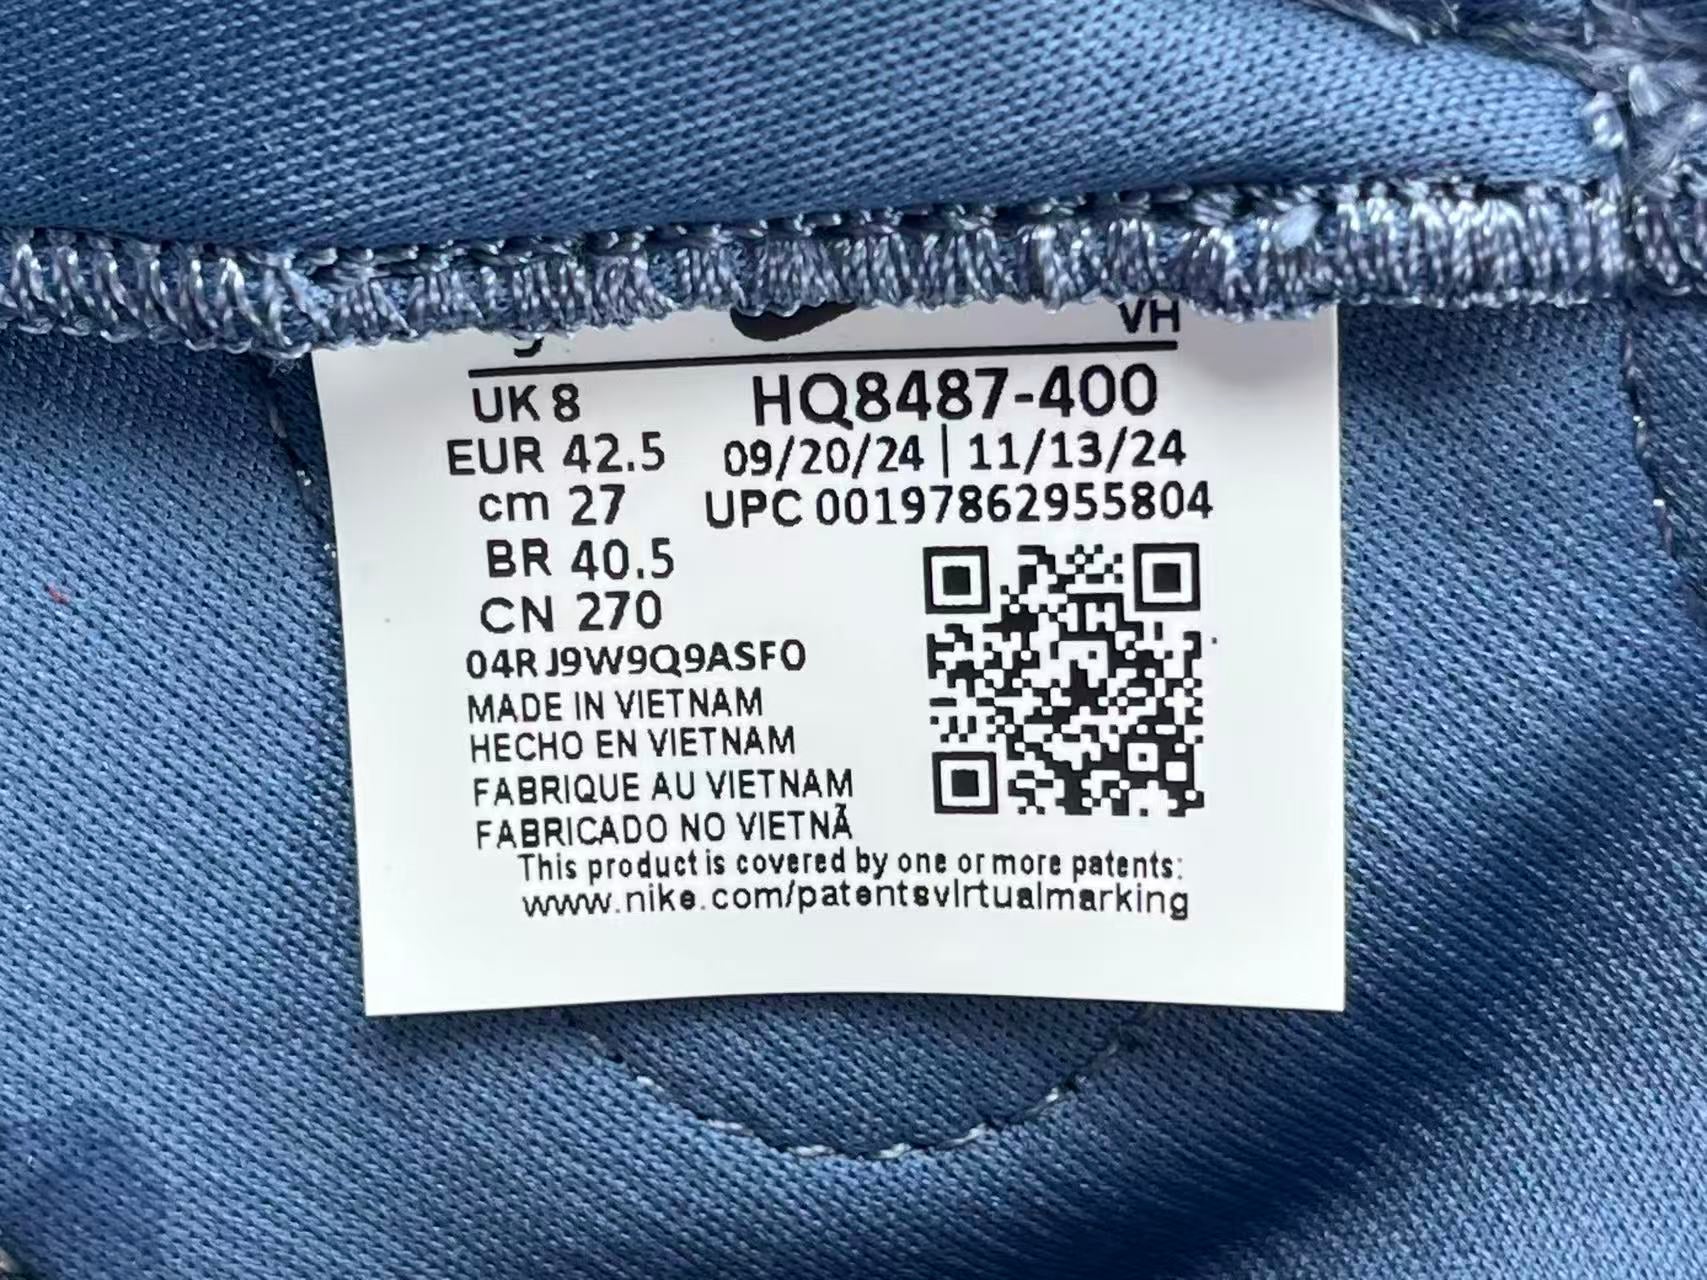 VH
UK 8 HQ8487-400
EUR 42.5 09/20/24 | 11/13/24
cm 27 UPC 00197862955804
BR 40.5
CN 270
04RJ9W9Q9ASFO
MADE IN VIETNAM
HECHO EN VIETNAM
FABRIQUE AU VIETNAM
FABRICADO NO VIETNÃ
This product is covered by one or more patents:
www.nike.com/patentsvirtualmarking